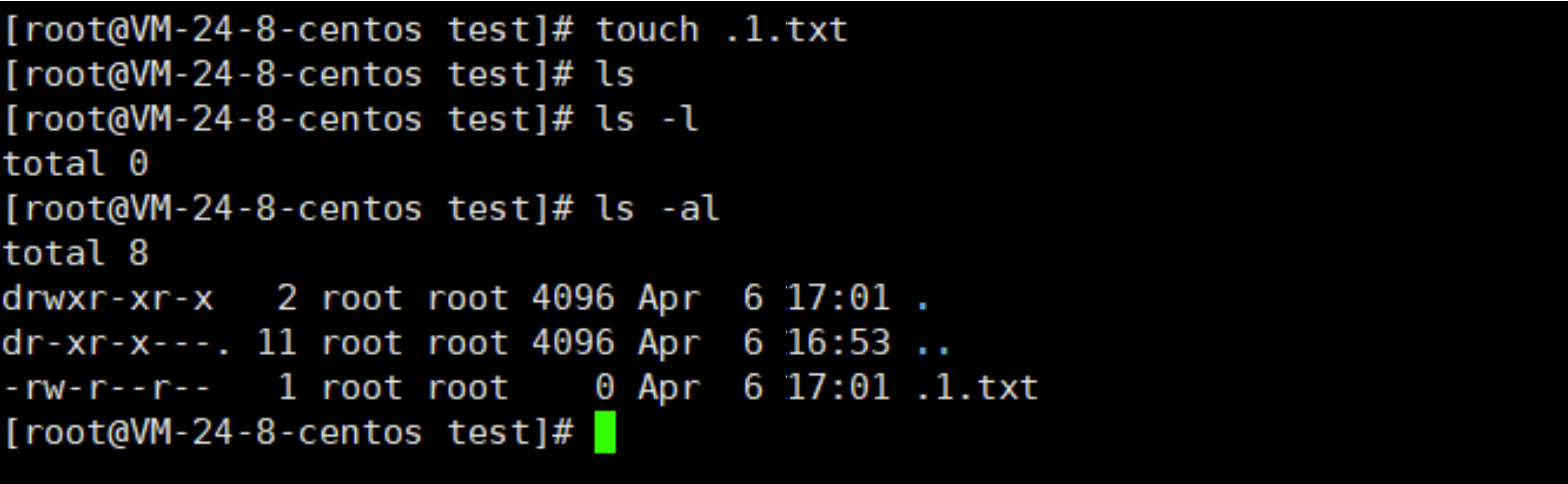 [root@VM-24-8-centos test]# touch .1.txt
[root@VM-24-8-centos test]# ls
[root@VM-24-8-centos test]# ls -l
total 0
[root@VM-24-8-centos test]# ls -al
total 8
drwxr-xr-x   2 root root 4096 Apr  6 17:01 .
dr-xr-x---. 11 root root 4096 Apr  6 16:53 ..
-rw-r--r--   1 root root    0 Apr  6 17:01 .1.txt
[root@VM-24-8-centos test]#